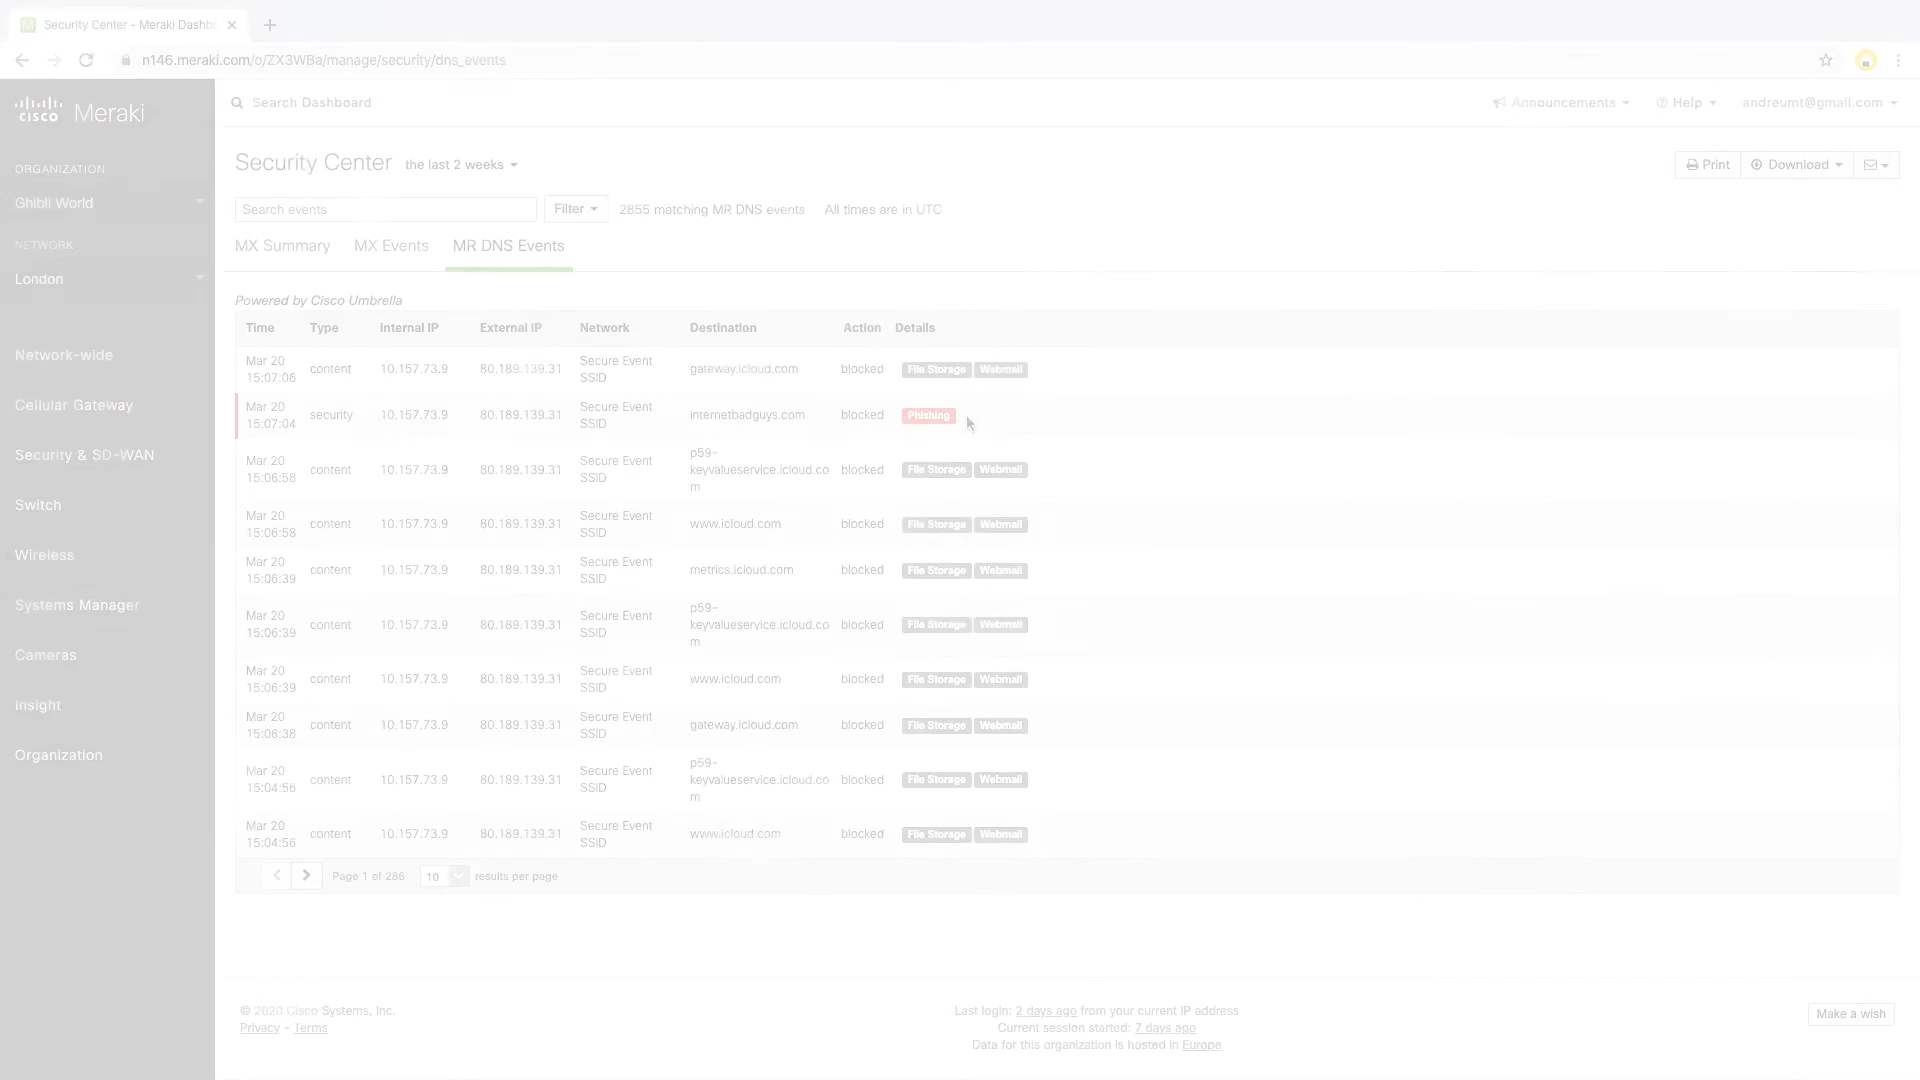 Security Center - Meraki Dashb
n146.meraki.com/o/ZX3WBa/manage/security/dns_events
cisco Meraki
Search Dashboard
Announcements
Help
andreumt@gmail.com
ORGANIZATION
Ghibli World
NETWORK
London
Network-wide
Cellular Gateway
Security & SD-WAN
Switch
Wireless
Systems Manager
Cameras
Insight
Organization
Security Center the last 2 weeks
Print Download
Search events Filter 2855 matching MR DNS events All times are in UTC
MX Summary MX Events MR DNS Events
Powered by Cisco Umbrella
Time Type Internal IP External IP Network Destination Action Details
Mar 20 15:07:06 content 10.157.73.9 80.189.139.31 Secure Event SSID gateway.icloud.com blocked File Storage Webmail
Mar 20 15:07:04 security 10.157.73.9 80.189.139.31 Secure Event SSID internetbadguys.com blocked Phishing
Mar 20 15:06:58 content 10.157.73.9 80.189.139.31 Secure Event SSID p59-keyvalueservice.icloud.com blocked File Storage Webmail
Mar 20 15:06:58 content 10.157.73.9 80.189.139.31 Secure Event SSID www.icloud.com blocked File Storage Webmail
Mar 20 15:06:39 content 10.157.73.9 80.189.139.31 Secure Event SSID metrics.icloud.com blocked File Storage Webmail
Mar 20 15:06:39 content 10.157.73.9 80.189.139.31 Secure Event SSID p59-keyvalueservice.icloud.com blocked File Storage Webmail
Mar 20 15:06:39 content 10.157.73.9 80.189.139.31 Secure Event SSID www.icloud.com blocked File Storage Webmail
Mar 20 15:06:38 content 10.157.73.9 80.189.139.31 Secure Event SSID gateway.icloud.com blocked File Storage Webmail
Mar 20 15:04:56 content 10.157.73.9 80.189.139.31 Secure Event SSID p59-keyvalueservice.icloud.com blocked File Storage Webmail
Mar 20 15:04:56 content 10.157.73.9 80.189.139.31 Secure Event SSID www.icloud.com blocked File Storage Webmail
Page 1 of 286 10 results per page
© 2020 Cisco Systems, Inc.
Privacy - Terms
Last login: 2 days ago from your current IP address
Current session started: 7 days ago
Data for this organization is hosted in Europe
Make a wish